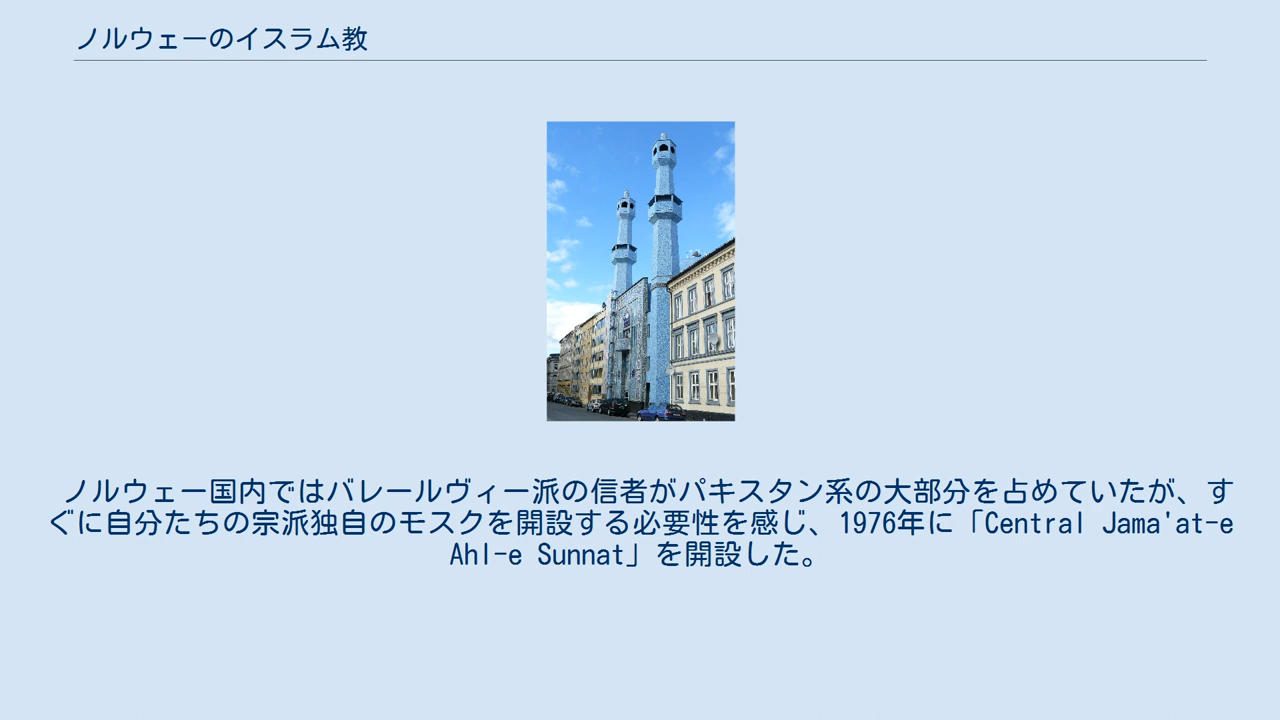 ノルウェーのイスラム教
ノルウェー国内ではバレールヴィー派の信者がパキスタン系の大部分を占めていたが、す
ぐに自分たちの宗派独自のモスクを開設する必要性を感じ、1976年に「Central Jama'at-e
Ahl-e Sunnat」を開設した。